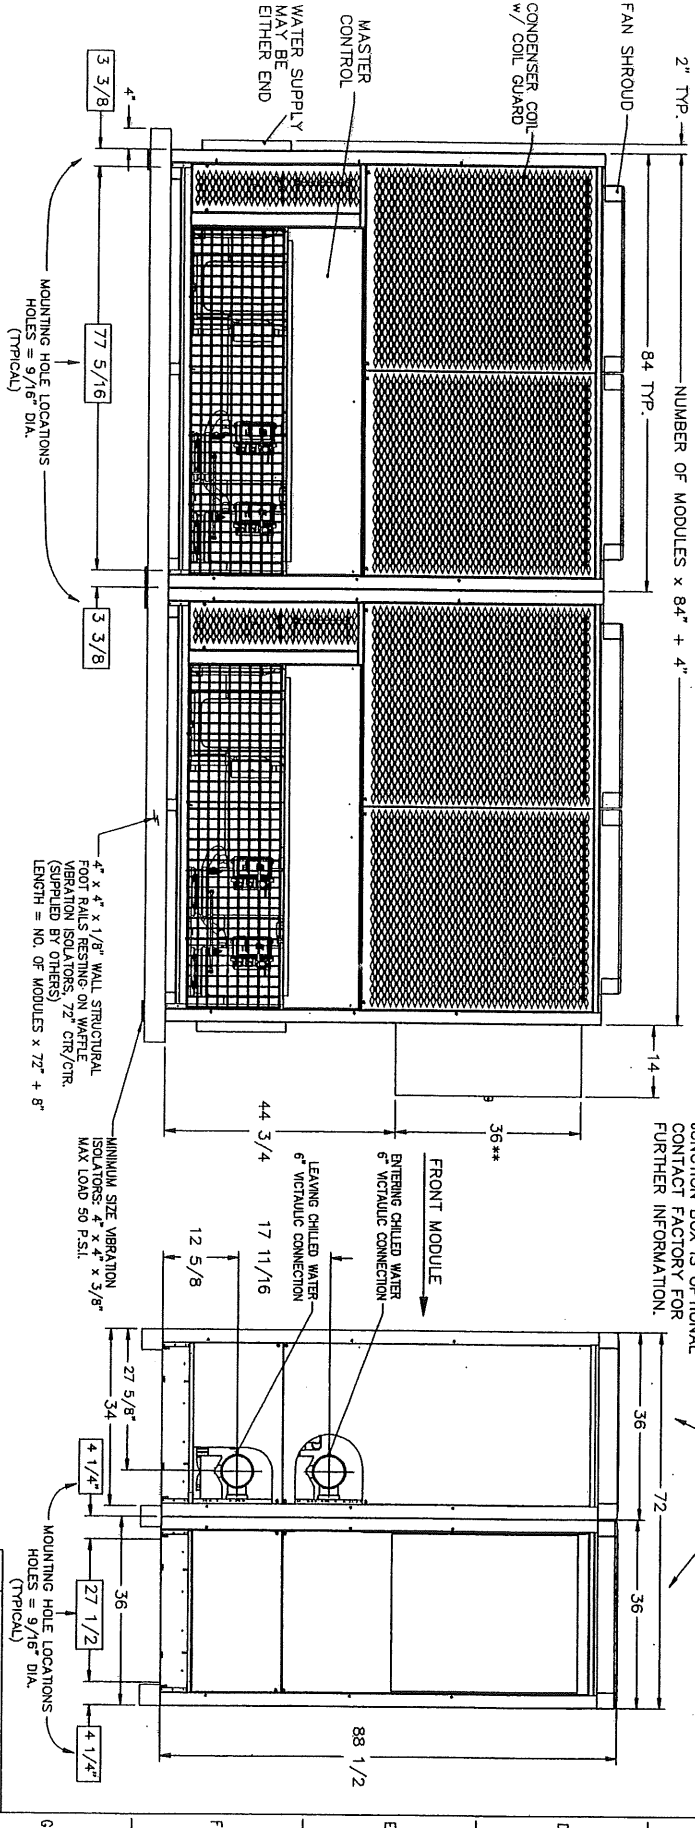 2" TYP.
NUMBER OF MODULES x 84" + 4"
84 TYP.
FAN SHROUD
CONDENSER COIL
w/ COIL GUARD
MASTER
CONTROL
WATER SUPPLY
MAY BE
EITHER END
4"
3 3/8
77 5/16
3 3/8
MOUNTING HOLE LOCATIONS
HOLES = 9/16" DIA.
(TYPICAL)
4" x 4" x 1/8" WALL STRUCTURAL
FOOT RAILS RESTING ON WAFFLE
VIBRATION ISOLATORS, 72" CTR/CTR.
(SUPPLIED BY OTHERS)
LENGTH = NO. OF MODULES x 72" + 8"
MINIMUM SIZE VIBRATION
ISOLATORS: 4" x 4" x 3/8"
MAX LOAD 50 P.S.I.
14
36**
44 3/4
JUNCTION BOX IS OPTIONAL
CONTACT FACTORY FOR
FURTHER INFORMATION.
FRONT MODULE
ENTERING CHILLED WATER
6" VICTAULIC CONNECTION
LEAVING CHILLED WATER
6" VICTAULIC CONNECTION
17 11/16
12 5/8
72
36
36
27 5/8"
34
36
4 1/4"
27 1/2
4 1/4"
MOUNTING HOLE LOCATIONS
HOLES = 9/16" DIA.
(TYPICAL)
88 1/2
D
E
F
G